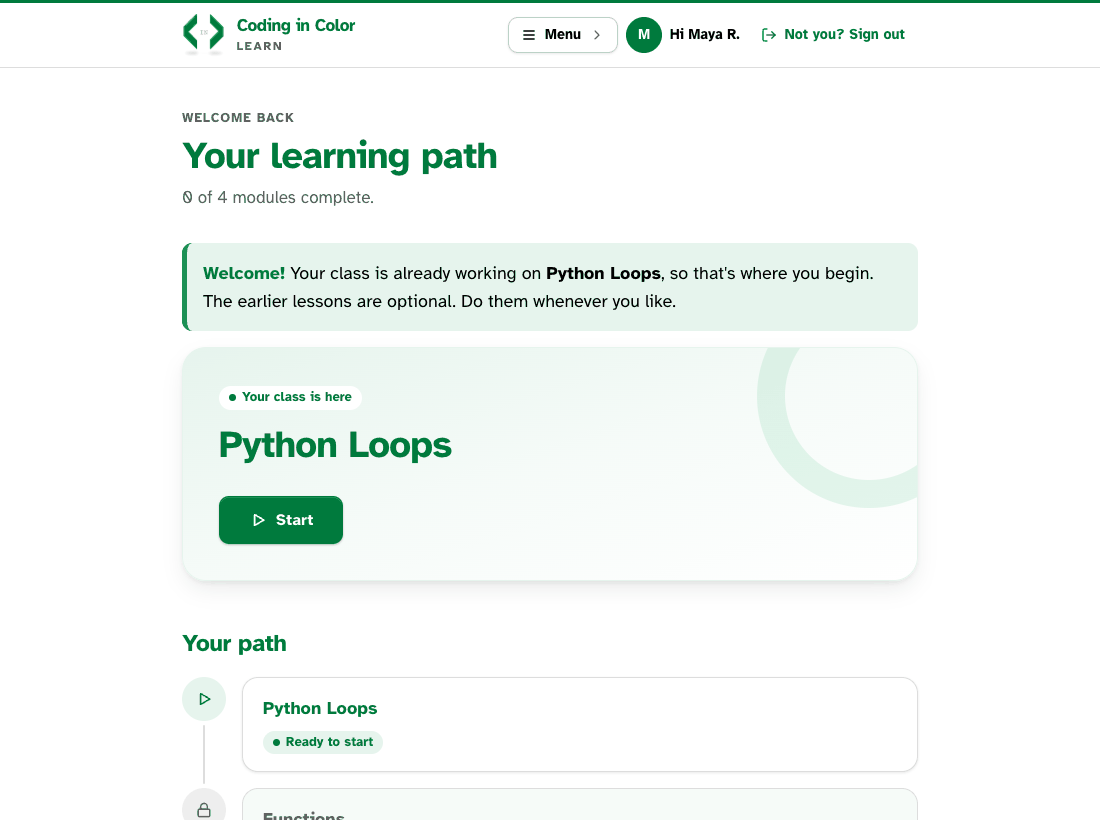 Coding in Color
LEARN
Menu
M
Hi Maya R.
Not you? Sign out
WELCOME BACK
Your learning path
0 of 4 modules complete.
Welcome! Your class is already working on Python Loops, so that's where you begin.
The earlier lessons are optional. Do them whenever you like.
Your class is here
Python Loops
Start
Your path
Python Loops
Ready to start
Functions